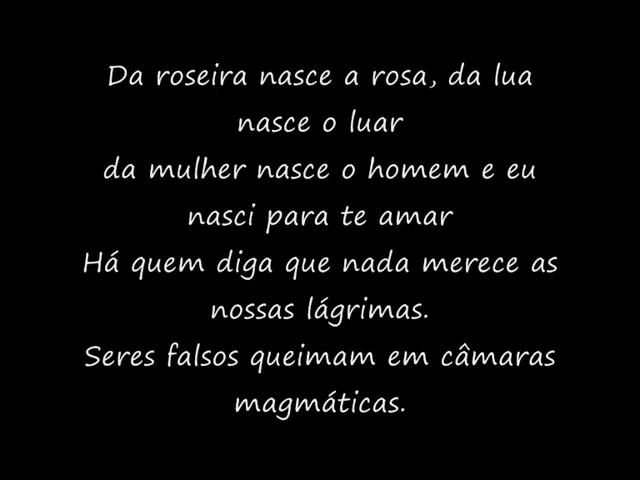 Da roseira nasce a rosa, da lua
nasce o luar
da mulher nasce o homem e eu
nasci para te amar
Há quem diga que nada merece as
nossas lágrimas.
Seres falsos queimam em câmaras
magmáticas.